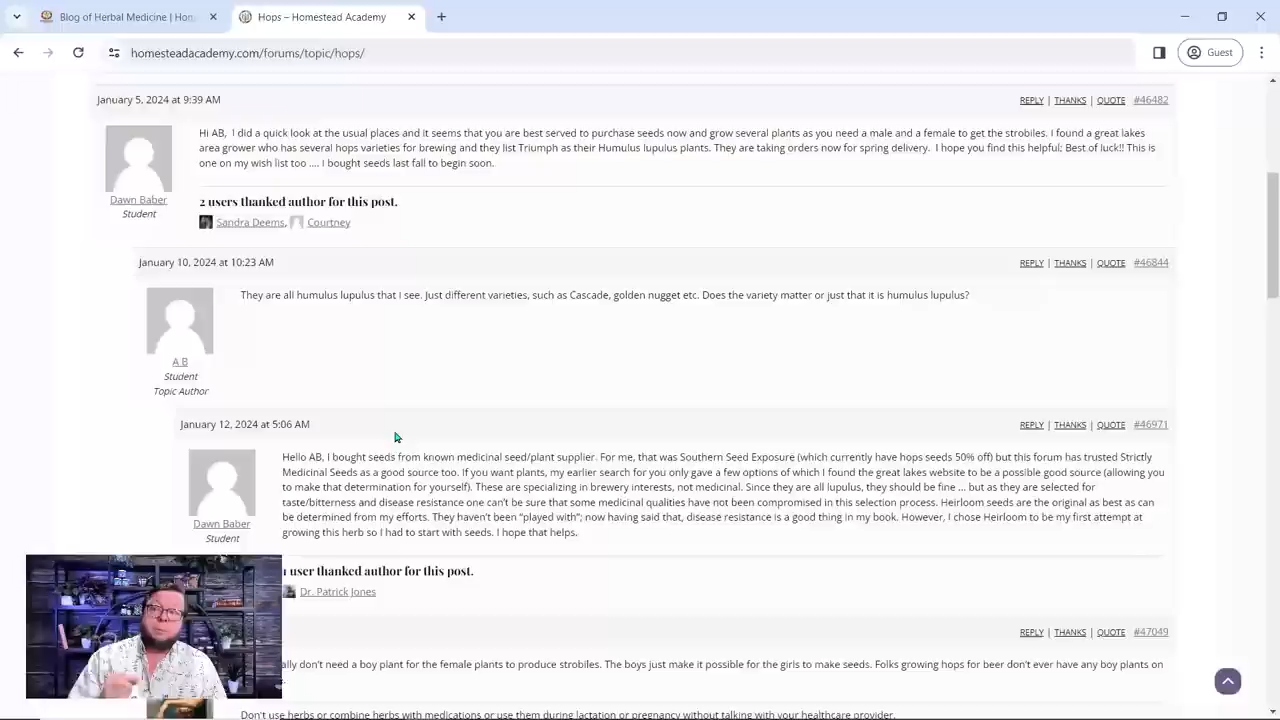 Blog of Herbal Medicine | Hom
Hops – Homestead Academy
homesteadacademy.com/forums/topic/hops/
Guest
January 5, 2024 at 9:39 AM
REPLY | THANKS | QUOTE #46482
Hi AB, I did a quick look at the usual places and it seems that you are best served to purchase seeds now and grow several plants as you need a male and a female to get the strobiles. I found a great lakes
area grower who has several hops varieties for brewing and they list Triumph as their Humulus lupulus plants. They are taking orders now for spring delivery. I hope you find this helpful; Best of luck!! This is
one on my wish list too .... I bought seeds last fall to begin soon.
Dawn Baber
Student
2 users thanked author for this post.
Sandra Deems, Courtney
January 10, 2024 at 10:23 AM
REPLY | THANKS | QUOTE #46844
They are all humulus lupulus that I see. Just different varieties, such as Cascade, golden nugget etc. Does the variety matter or just that it is humulus lupulus?
A B
Student
Topic Author
January 12, 2024 at 5:06 AM
REPLY | THANKS | QUOTE #46971
Hello AB, I bought seeds from known medicinal seed/plant supplier. For me, that was Southern Seed Exposure (which currently have hops seeds 50% off) but this forum has trusted Strictly
Medicinal Seeds as a good source too. If you want plants, my earlier search for you only gave a few options of which I found the great lakes website to be a possible good source (allowing you
to make that determination for yourself). These are specializing in brewery interests, not medicinal. Since they are all lupulus, they should be fine ... but as they are selected for
taste/bitterness and disease resistance one can't be sure that some medicinal qualities have not been compromised in this selection process. Heirloom seeds are the original as best as can
be determined from my efforts. They haven't been "played with"; now having said that, disease resistance is a good thing in my book. However, I chose Heirloom to be my first attempt at
growing this herb so I had to start with seeds. I hope that helps.
Dawn Baber
Student
user thanked author for this post.
Dr. Patrick Jones
REPLY | THANKS | QUOTE #47049
don't need a boy plant for the female plants to produce strobiles. The boys just make it possible for the girls to make seeds. Folks growing hops for beer don't ever have any boy plants on
Don't use herbs or combine herbs with medications or use them during lactation or pregnancy without talking with your healthcare provider.